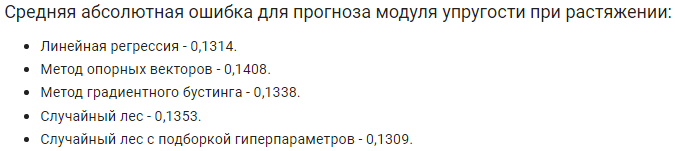 Средняя абсолютная ошибка для прогноза модуля упругости при растяжении:
• Линейная регрессия - 0,1314.
• Метод опорных векторов - 0,1408.
• Метод градиентного бустинга - 0,1338.
• Случайный лес - 0,1353.
• Случайный лес с подборкой гиперпараметров - 0,1309.